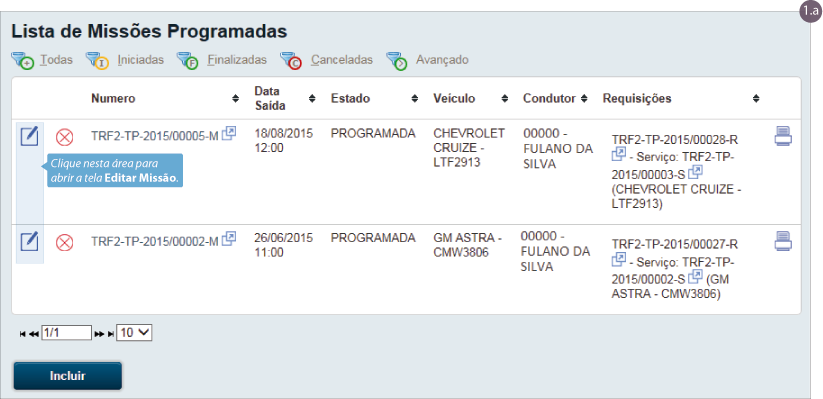 1.a
Lista de Missões Programadas
Todas Iniciadas Finalizadas Canceladas Avançado
Numero Data Saída Estado Veículo Condutor Requisições
TRF2-TP-2015/00005-M 18/08/2015 PROGRAMADA CHEVROLET 00000 - TRF2-TP-2015/00028-R
12:00 CRUIZE - FULANO DA - Serviço: TRF2-TP-
LTF2913 SILVA 2015/00003-S
(CHEVROLET CRUIZE -
LTF2913)
Clique nesta área para
abrir a tela Editar Missão.
TRF2-TP-2015/00002-M 26/06/2015 PROGRAMADA GM ASTRA - 00000 - TRF2-TP-2015/00027-R
11:00 CMW3806 FULANO DA - Serviço: TRF2-TP-
SILVA 2015/00002-S (GM
ASTRA - CMW3806)
1/1 10
Incluir